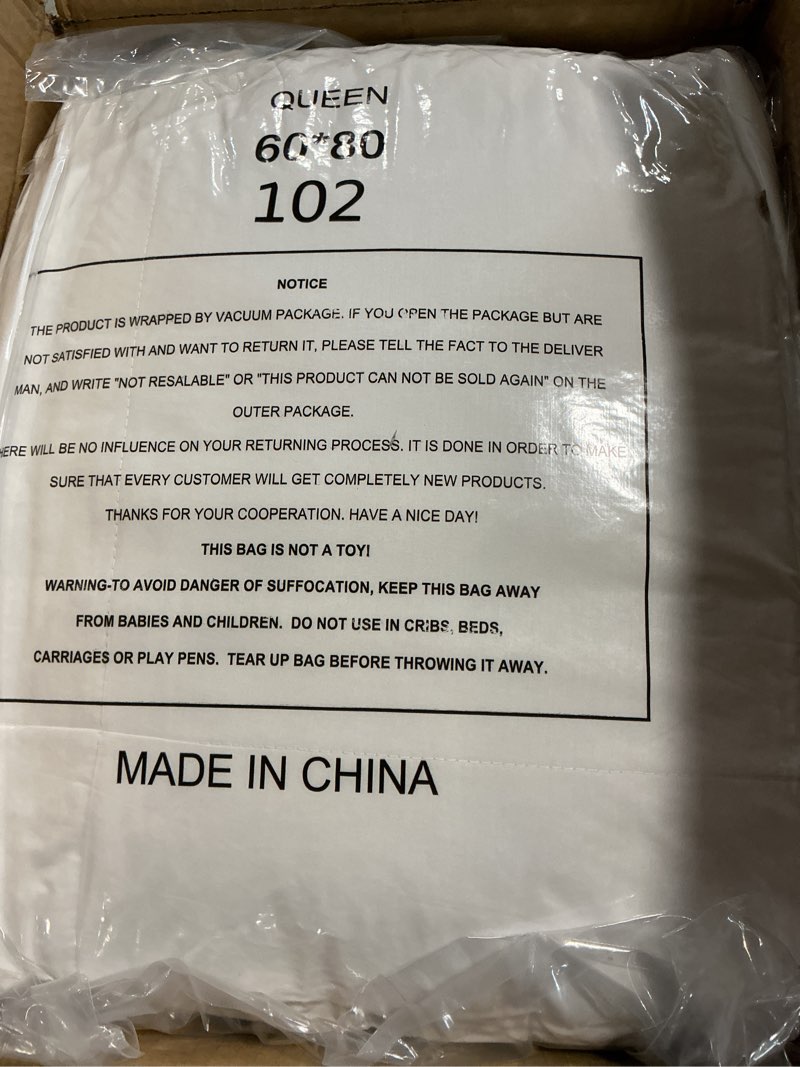 QUEEN
60*80
102
NOTICE
THE PRODUCT IS WRAPPED BY VACUUM PACKAGE. IF YOU OPEN THE PACKAGE BUT ARE
NOT SATISFIED WITH AND WANT TO RETURN IT, PLEASE TELL THE FACT TO THE DELIVER
MAN, AND WRITE "NOT RESALABLE" OR "THIS PRODUCT CAN NOT BE SOLD AGAIN" ON THE
OUTER PACKAGE.
HERE WILL BE NO INFLUENCE ON YOUR RETURNING PROCESS. IT IS DONE IN ORDER TO MAKE
SURE THAT EVERY CUSTOMER WILL GET COMPLETELY NEW PRODUCTS.
THANKS FOR YOUR COOPERATION. HAVE A NICE DAY!
THIS BAG IS NOT A TOY!
WARNING-TO AVOID DANGER OF SUFFOCATION, KEEP THIS BAG AWAY
FROM BABIES AND CHILDREN. DO NOT USE IN CRIBS, BEDS,
CARRIAGES OR PLAY PENS. TEAR UP BAG BEFORE THROWING IT AWAY.
MADE IN CHINA